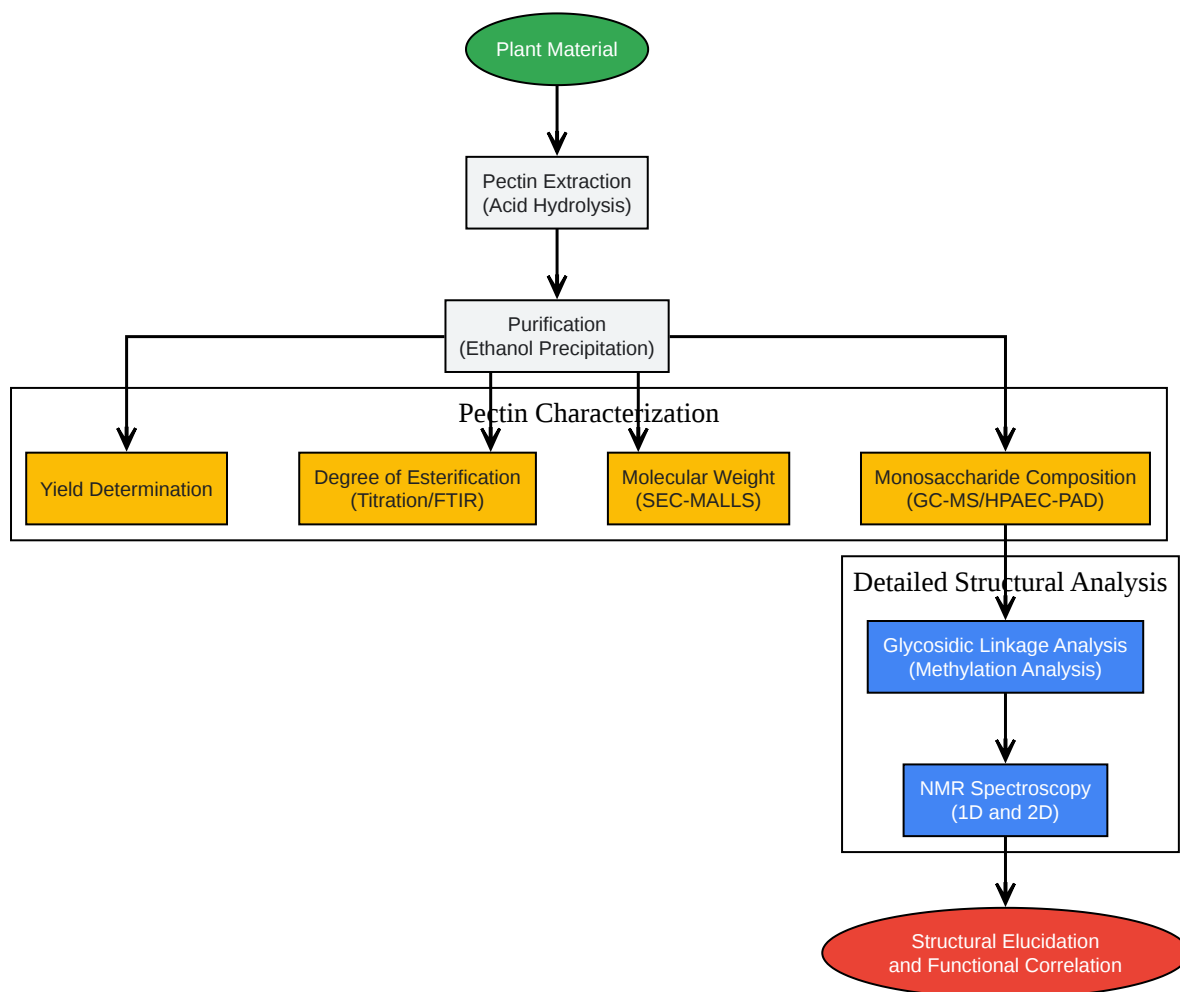 Plant Material
Pectin Extraction
(Acid Hydrolysis)
Purification
(Ethanol Precipitation)
Pectin Characterization
Yield Determination
Degree of Esterification
(Titration/FTIR)
Molecular Weight
(SEC-MALLS)
Monosaccharide Composition
(GC-MS/HPAEC-PAD)
Detailed Structural Analysis
Glycosidic Linkage Analysis
(Methylation Analysis)
NMR Spectroscopy
(1D and 2D)
Structural Elucidation
and Functional Correlation